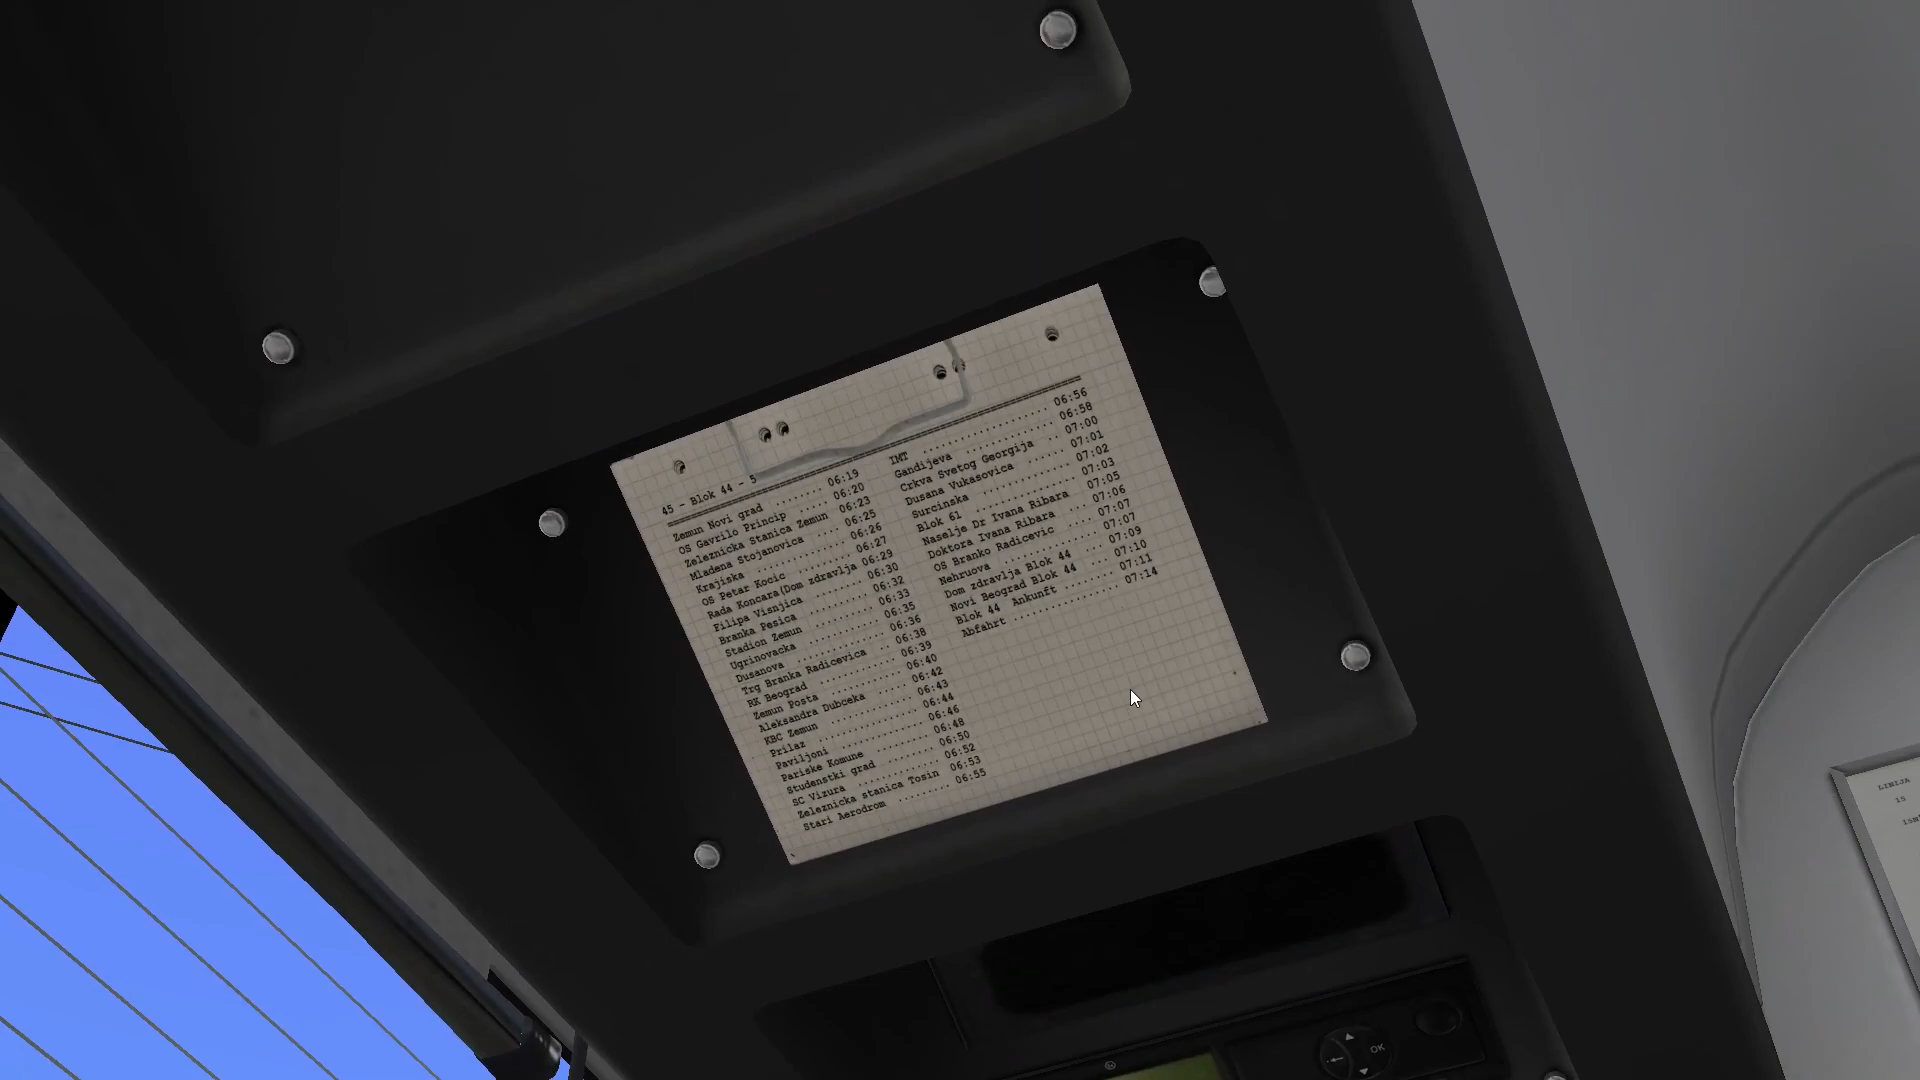 45 - Blok 44 - 5
Zemun Novi grad ........ 06:19
OS Gavrilo Princip ..... 06:20
Zeleznicka Stanica Zemun 06:23
Mladena Stojanovica .... 06:25
Krajiska ............... 06:26
OS Petar Kocic ......... 06:27
Rada Koncara(Dom zdravlja 06:29
Filipa Visnjica ........ 06:30
Branka Pesica .......... 06:32
Stadion Zemun .......... 06:33
Ugrinovacka ............ 06:35
Dusanova ............... 06:36
Trg Branka Radicevica .. 06:38
RK Beograd ............. 06:39
Zemun Posta ............ 06:40
Aleksandra Dubceka ..... 06:42
KBC Zemun .............. 06:43
Prilaz ................. 06:44
Paviljoni .............. 06:46
Pariske Komune ......... 06:48
Studenstki grad ........ 06:50
SC Vizura .............. 06:52
Zeleznicka stanica Tosin 06:53
Stari Aerodrom ......... 06:55
IMT .................... 06:56
Gandijeva .............. 06:58
Crkva Svetog Georgija .. 07:00
Dusana Vukasovica ...... 07:01
Surcinska .............. 07:02
Blok 61 ................ 07:03
Naselje Dr Ivana Ribara  07:05
Doktora Ivana Ribara ... 07:06
OS Branko Radicevic .... 07:07
Nehruova ............... 07:07
Dom zdravlja Blok 44 ... 07:09
Novi Beograd Blok 44 ... 07:10
Blok 44  Ankunft ....... 07:11
Abfahrt ................ 07:14
OK
LINIJA
15